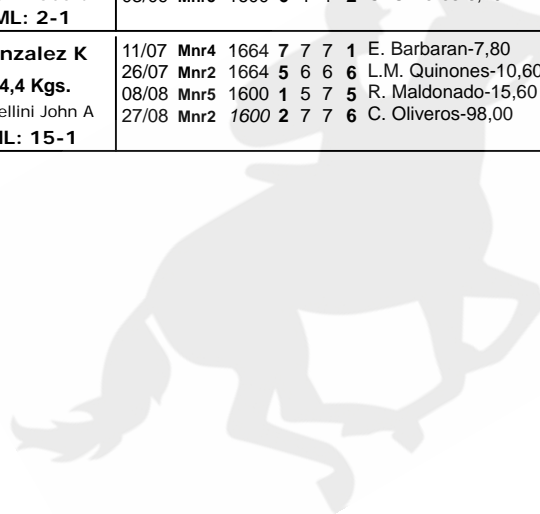 ML: 2-1
nzalez K
4,4 Kgs.
ellini John A
ML: 15-1
11/07 Mnr4 1664 7 7 7 1 E. Barbaran-7,80
26/07 Mnr2 1664 5 6 6 6 L.M. Quinones-10,60
08/08 Mnr5 1600 1 5 7 5 R. Maldonado-15,60
27/08 Mnr2 1600 2 7 7 6 C. Oliveros-98,00